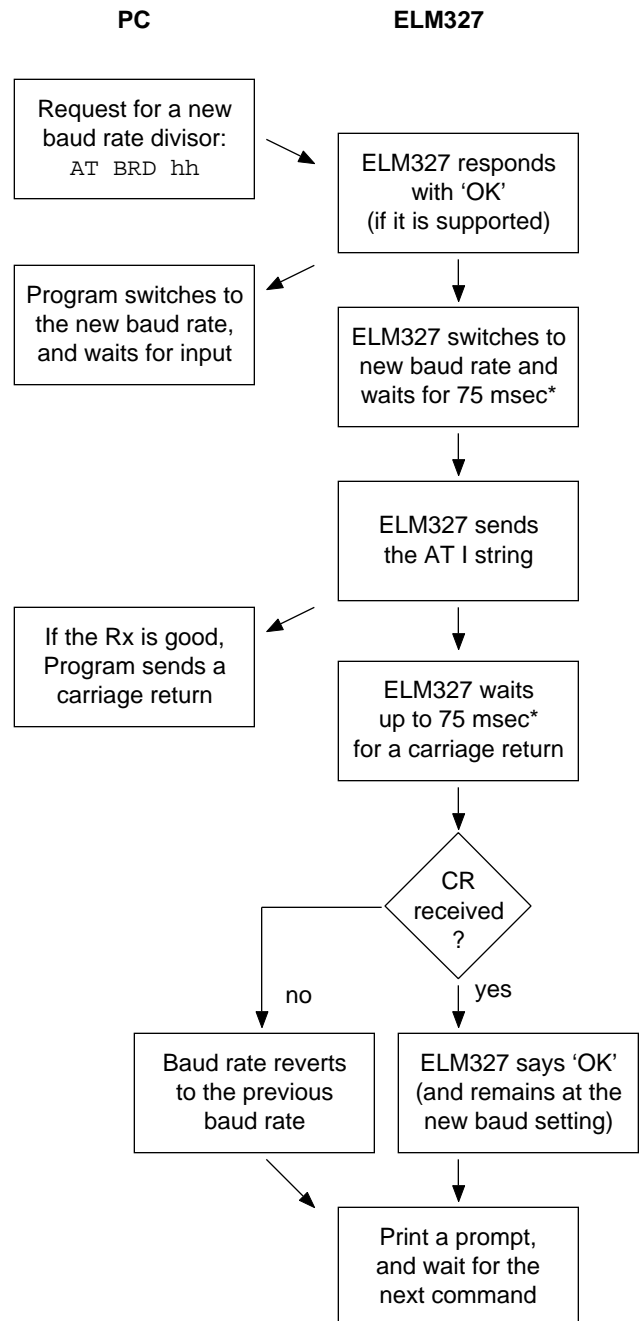 PC
ELM327
Request for a new
baud rate divisor:
AT BRD hh
ELM327 responds
with ‘OK’
(if it is supported)
Program switches to
the new baud rate,
and waits for input
ELM327 switches to
new baud rate and
waits for 75 msec*
ELM327 sends
the AT I string
If the Rx is good,
Program sends a
carriage return
ELM327 waits
up to 75 msec*
for a carriage return
CR
received
?
no
yes
Baud rate reverts
to the previous
baud rate
ELM327 says ‘OK’
(and remains at the
new baud setting)
Print a prompt,
and wait for the
next command